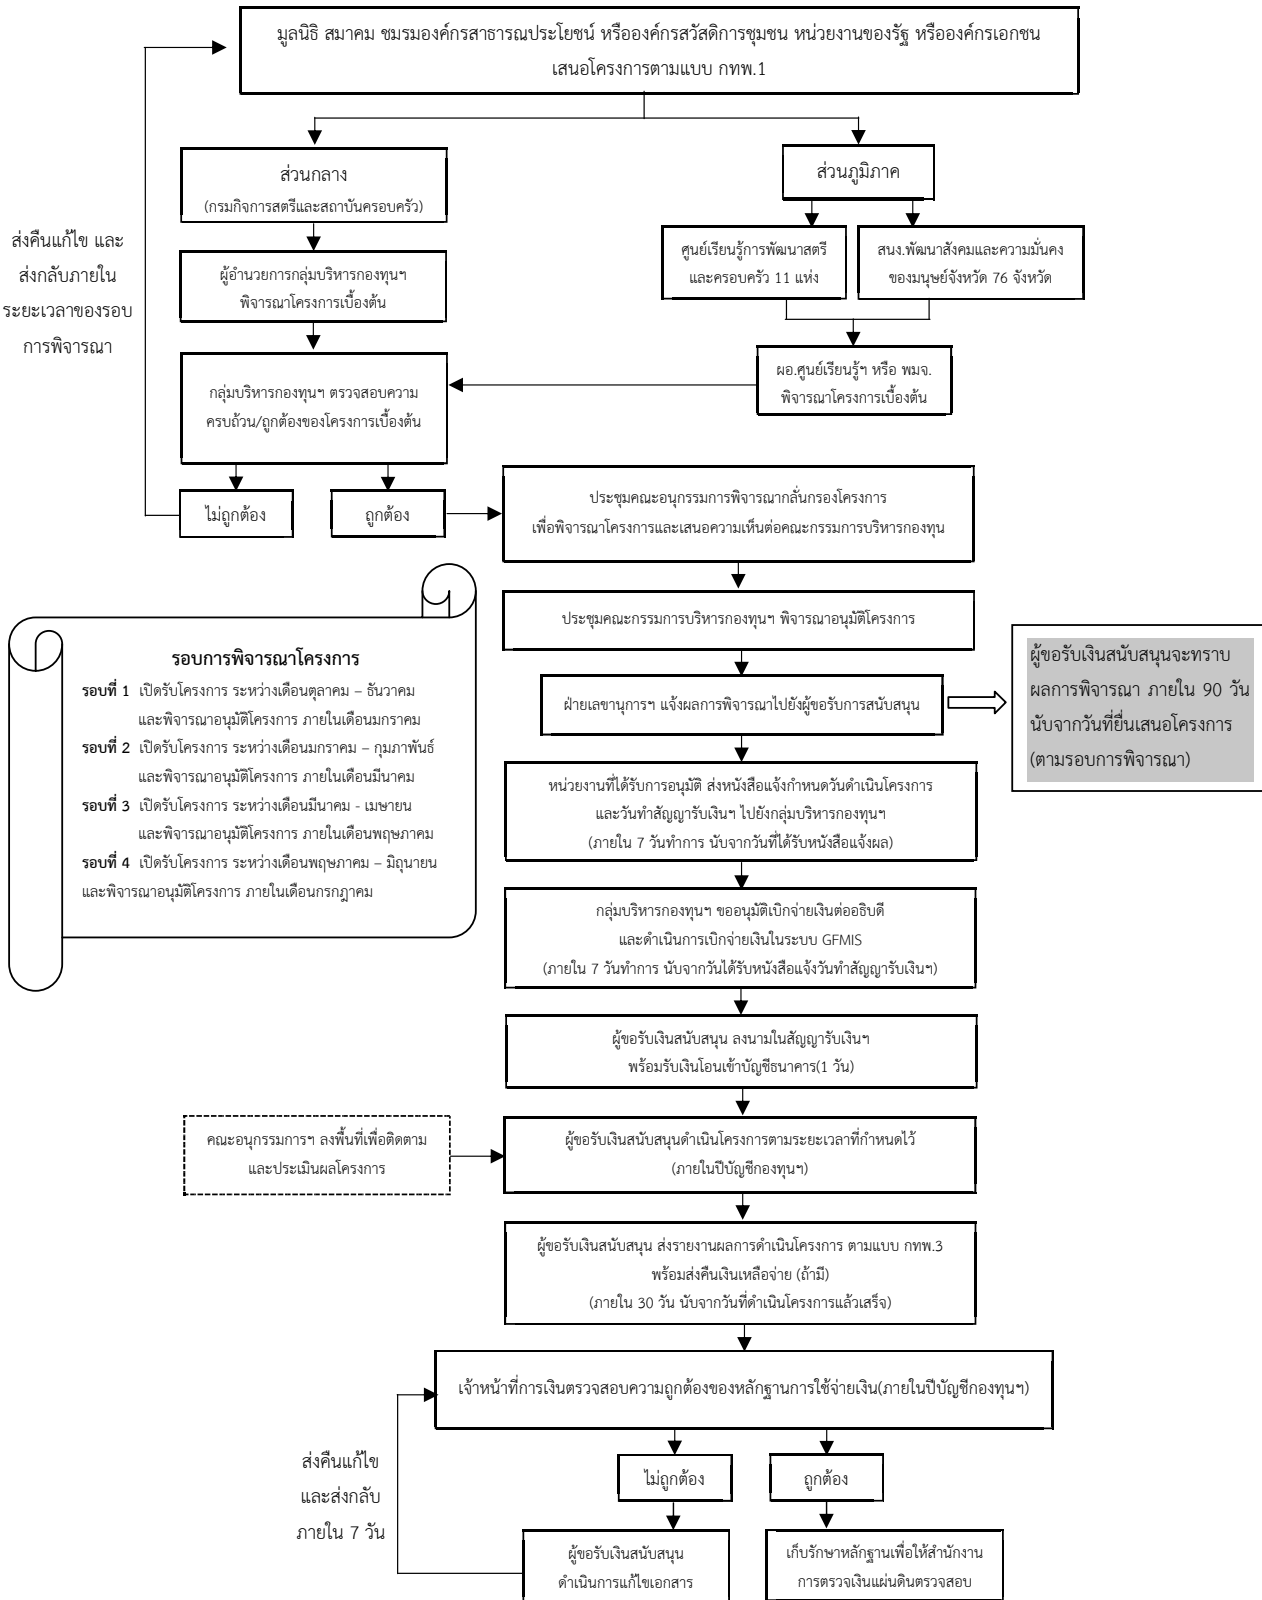 มูลนิธิ สมาคม ชมรมองค์กรสาธารณประโยชน์ หรือองค์กรสวัสดิการชุมชน หน่วยงานของรัฐ หรือองค์กรเอกชน
เสนอโครงการตามแบบ กทพ.1
ส่วนกลาง
(กรมกิจการสตรีและสถาบันครอบครัว)
ส่วนภูมิภาค
ส่งคืนแก้ไข และ
ส่งกลับภายใน
ระยะเวลาของรอบ
การพิจารณา
ผู้อำนวยการกลุ่มบริหารกองทุนฯ
พิจารณาโครงการเบื้องต้น
ศูนย์เรียนรู้การพัฒนาสตรี
และครอบครัว 11 แห่ง
สนง.พัฒนาสังคมและความมั่นคง
ของมนุษย์จังหวัด 76 จังหวัด
กลุ่มบริหารกองทุนฯ ตรวจสอบความ
ครบถ้วน/ถูกต้องของโครงการเบื้องต้น
ผอ.ศูนย์เรียนรู้ฯ หรือ พมจ.
พิจารณาโครงการเบื้องต้น
ไม่ถูกต้อง
ถูกต้อง
ประชุมคณะอนุกรรมการพิจารณากลั่นกรองโครงการ
เพื่อพิจารณาโครงการและเสนอความเห็นต่อคณะกรรมการบริหารกองทุน
ประชุมคณะกรรมการบริหารกองทุนฯ พิจารณาอนุมัติโครงการ
รอบการพิจารณาโครงการ
รอบที่ 1 เปิดรับโครงการ ระหว่างเดือนตุลาคม – ธันวาคม
และพิจารณาอนุมัติโครงการ ภายในเดือนมกราคม
รอบที่ 2 เปิดรับโครงการ ระหว่างเดือนมกราคม – กุมภาพันธ์
และพิจารณาอนุมัติโครงการ ภายในเดือนมีนาคม
รอบที่ 3 เปิดรับโครงการ ระหว่างเดือนมีนาคม - เมษายน
และพิจารณาอนุมัติโครงการ ภายในเดือนพฤษภาคม
รอบที่ 4 เปิดรับโครงการ ระหว่างเดือนพฤษภาคม – มิถุนายน
และพิจารณาอนุมัติโครงการ ภายในเดือนกรกฎาคม
ฝ่ายเลขานุการฯ แจ้งผลการพิจารณาไปยังผู้ขอรับการสนับสนุน
ผู้ขอรับเงินสนับสนุนจะทราบ
ผลการพิจารณา ภายใน 90 วัน
นับจากวันที่ยื่นเสนอโครงการ
(ตามรอบการพิจารณา)
หน่วยงานที่ได้รับการอนุมัติ ส่งหนังสือแจ้งกำหนดวันดำเนินโครงการ
และวันทำสัญญารับเงินฯ ไปยังกลุ่มบริหารกองทุนฯ
(ภายใน 7 วันทำการ นับจากวันที่ได้รับหนังสือแจ้งผล)
กลุ่มบริหารกองทุนฯ ขออนุมัติเบิกจ่ายเงินต่ออธิบดี
และดำเนินการเบิกจ่ายเงินในระบบ GFMIS
(ภายใน 7 วันทำการ นับจากวันได้รับหนังสือแจ้งวันทำสัญญารับเงินฯ)
ผู้ขอรับเงินสนับสนุน ลงนามในสัญญารับเงินฯ
พร้อมรับเงินโอนเข้าบัญชีธนาคาร(1 วัน)
คณะอนุกรรมการฯ ลงพื้นที่เพื่อติดตาม
และประเมินผลโครงการ
ผู้ขอรับเงินสนับสนุนดำเนินโครงการตามระยะเวลาที่กำหนดไว้
(ภายในปีบัญชีกองทุนฯ)
ผู้ขอรับเงินสนับสนุน ส่งรายงานผลการดำเนินโครงการ ตามแบบ กทพ.3
พร้อมส่งคืนเงินเหลือจ่าย (ถ้ามี)
(ภายใน 30 วัน นับจากวันที่ดำเนินโครงการแล้วเสร็จ)
เจ้าหน้าที่การเงินตรวจสอบความถูกต้องของหลักฐานการใช้จ่ายเงิน(ภายในปีบัญชีกองทุนฯ)
ส่งคืนแก้ไข
และส่งกลับ
ภายใน 7 วัน
ไม่ถูกต้อง
ถูกต้อง
ผู้ขอรับเงินสนับสนุน
ดำเนินการแก้ไขเอกสาร
เก็บรักษาหลักฐานเพื่อให้สำนักงาน
การตรวจเงินแผ่นดินตรวจสอบ